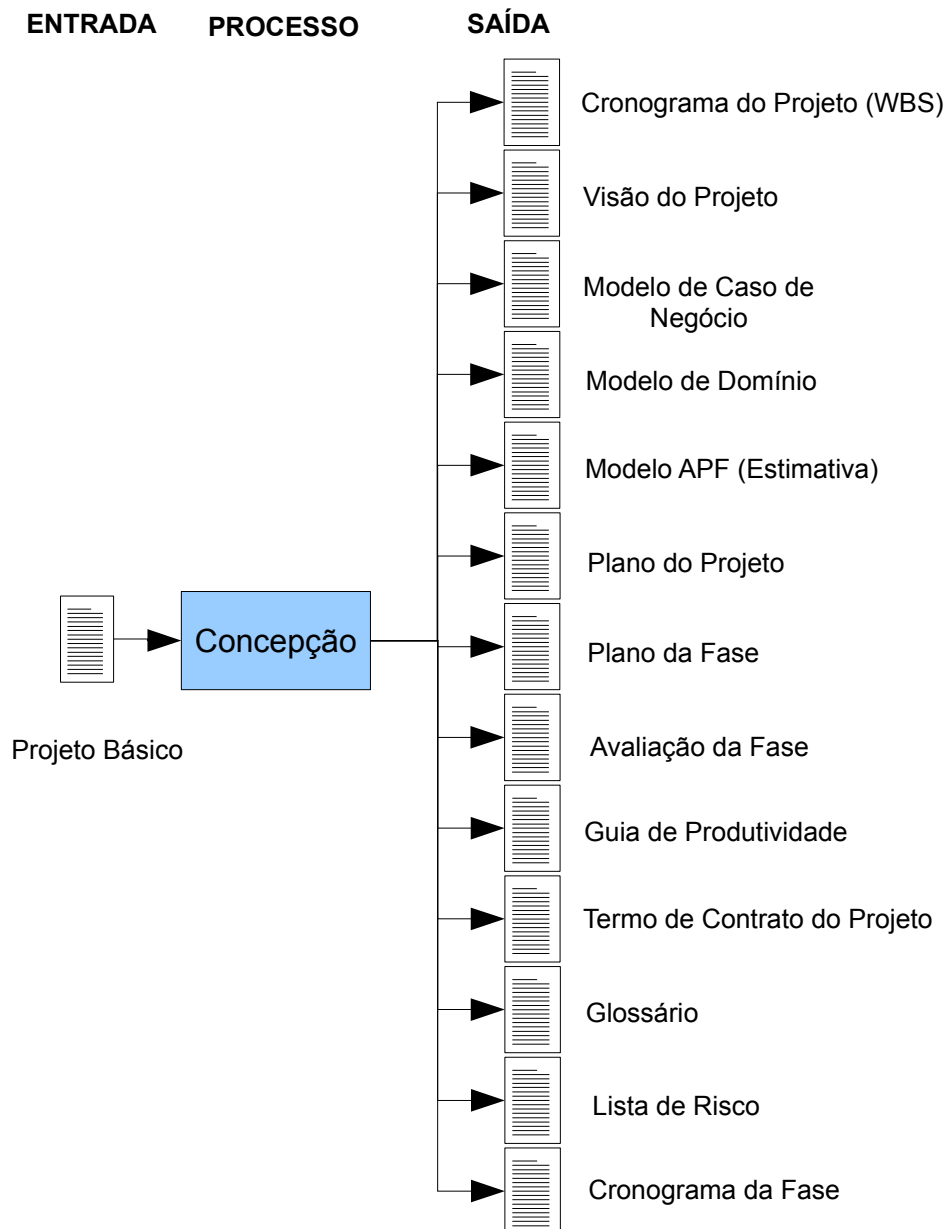 ENTRADA PROCESSO SAÍDA
Cronograma do Projeto (WBS)
Visão do Projeto
Modelo de Caso de
Negócio
Modelo de Domínio
Modelo APF (Estimativa)
Plano do Projeto
Concepção
Plano da Fase
Projeto Básico
Avaliação da Fase
Guia de Produtividade
Termo de Contrato do Projeto
Glossário
Lista de Risco
Cronograma da Fase